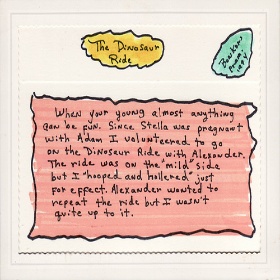 The Dinosaur
Ride
When your young almost anything
can be fun. Since Stella was pregnant
with Adam I volunteered to go
on the Dinosaur Ride with Alexander.
The ride was on the "mild" side
but I "hooped and hollered" just
for effect. Alexander wanted to
repeat the ride but I wasn't
quite up to it.